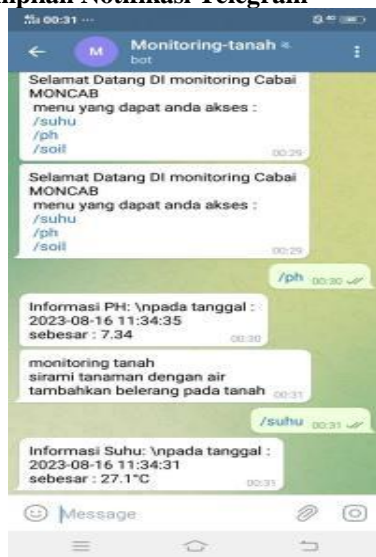 Notifikasi Telegram
00:31
M
Monitoring-tanah
bot
Selamat Datang DI monitoring Cabai
MONCAB
menu yang dapat anda akses :
/suhu
/ph
/soil
00:29
Selamat Datang DI monitoring Cabai
MONCAB
menu yang dapat anda akses :
/suhu
/ph
/soil
00:29
/ph 00:30
Informasi PH: \npada tanggal :
2023-08-16 11:34:35
sebesar : 7.34
00:30
monitoring tanah
sirami tanaman dengan air
tambahkan belerang pada tanah 00:31
/suhu 00:31
Informasi Suhu: \npada tanggal :
2023-08-16 11:34:31
sebesar : 27.1°C
00:31
Message